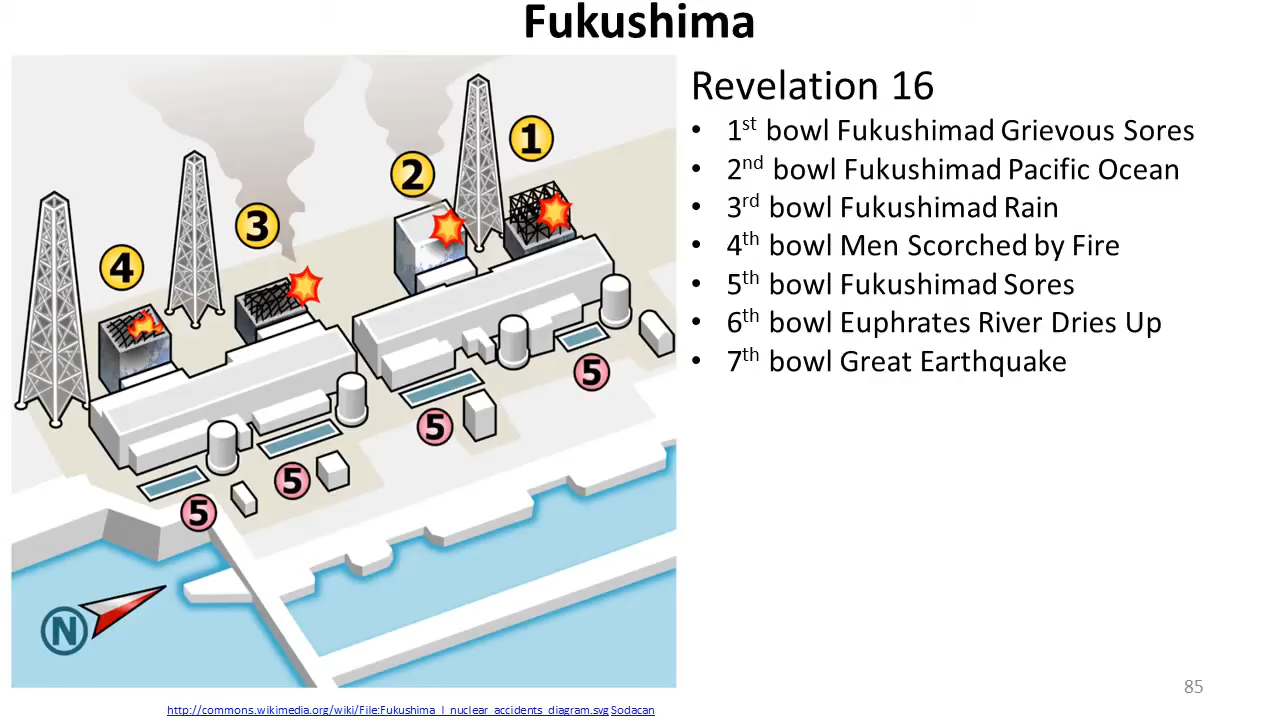 Fukushima
Revelation 16
• 1st bowl Fukushimad Grievous Sores
• 2nd bowl Fukushimad Pacific Ocean
• 3rd bowl Fukushimad Rain
• 4th bowl Men Scorched by Fire
• 5th bowl Fukushimad Sores
• 6th bowl Euphrates River Dries Up
• 7th bowl Great Earthquake
1
2
3
4
5
5
5
5
N
85
http://commons.wikimedia.org/wiki/File:Fukushima_I_nuclear_accidents_diagram.svg Sodacan